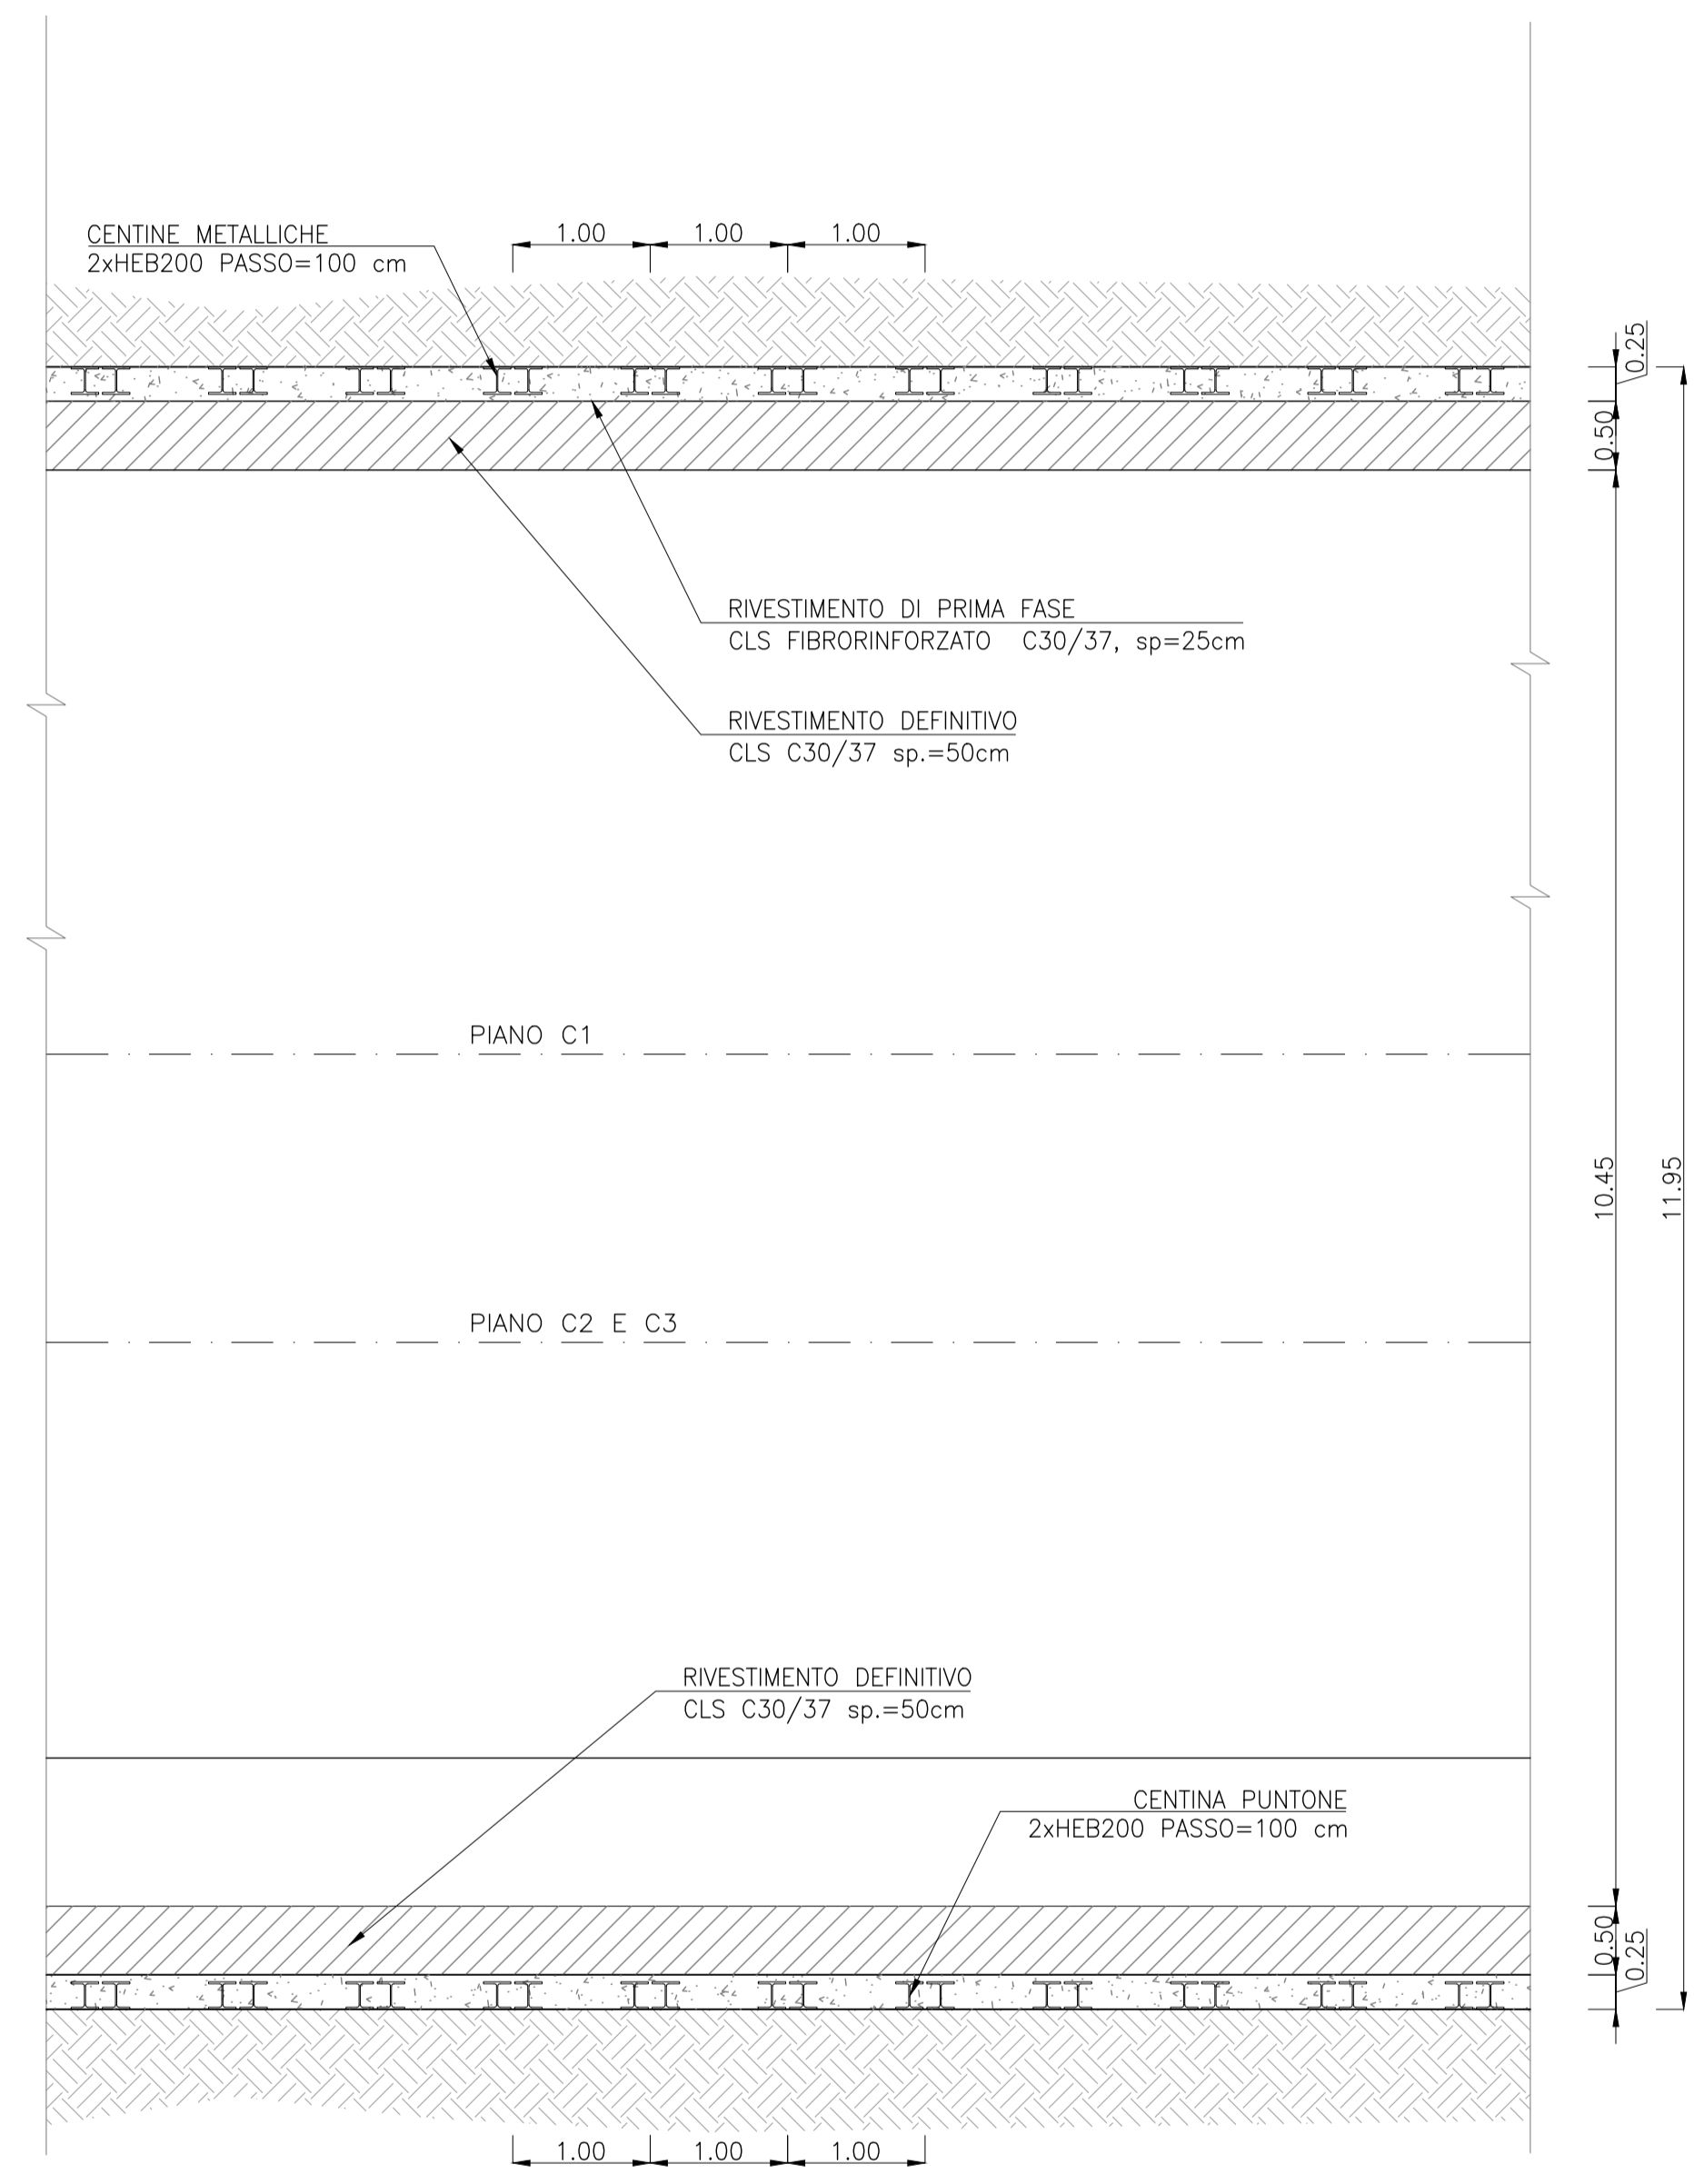 CENTINE METALLICHE
2xHEB200 PASSO=100 cm
1.00 1.00 1.00
0.25
0.50
RIVESTIMENTO DI PRIMA FASE
CLS FIBRORINFORZATO C30/37, sp=25cm
RIVESTIMENTO DEFINITIVO
CLS C30/37 sp.=50cm
PIANO C1
10.45
11.95
PIANO C2 E C3
RIVESTIMENTO DEFINITIVO
CLS C30/37 sp.=50cm
CENTINA PUNTONE
2xHEB200 PASSO=100 cm
0.50
0.25
1.00 1.00 1.00